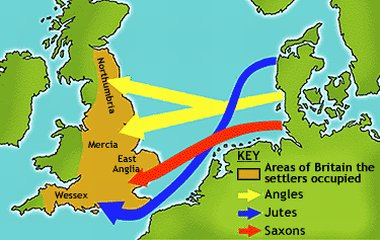 Northumbria
Mercia
East
Anglia
Wessex
KEY
Areas of Britain the
settlers occupied
Angles
Jutes
Saxons